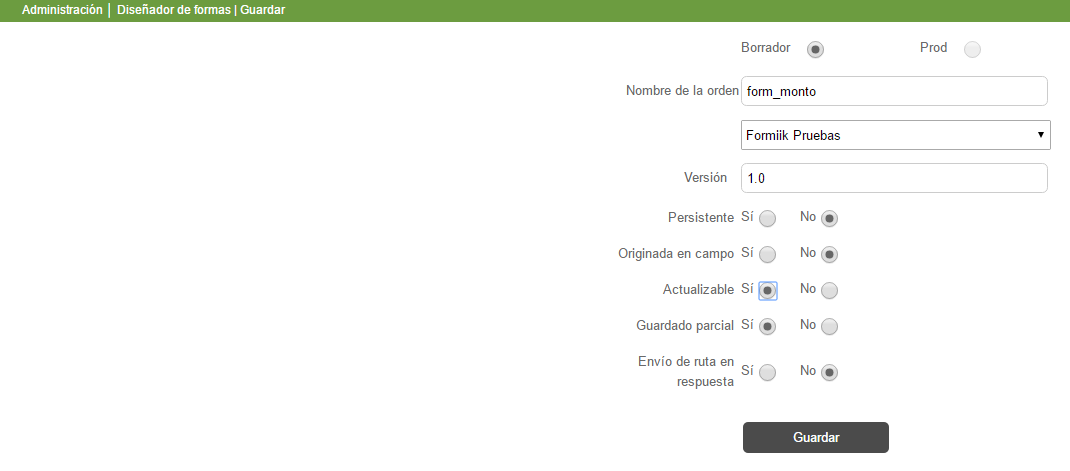 Administración | Diseñador de formas | Guardar
Borrador Prod
Nombre de la orden form_monto
Formiik Pruebas
Versión 1.0
Persistente Sí No
Originada en campo Sí No
Actualizable Sí No
Guardado parcial Sí No
Envío de ruta en
respuesta Sí No
Guardar